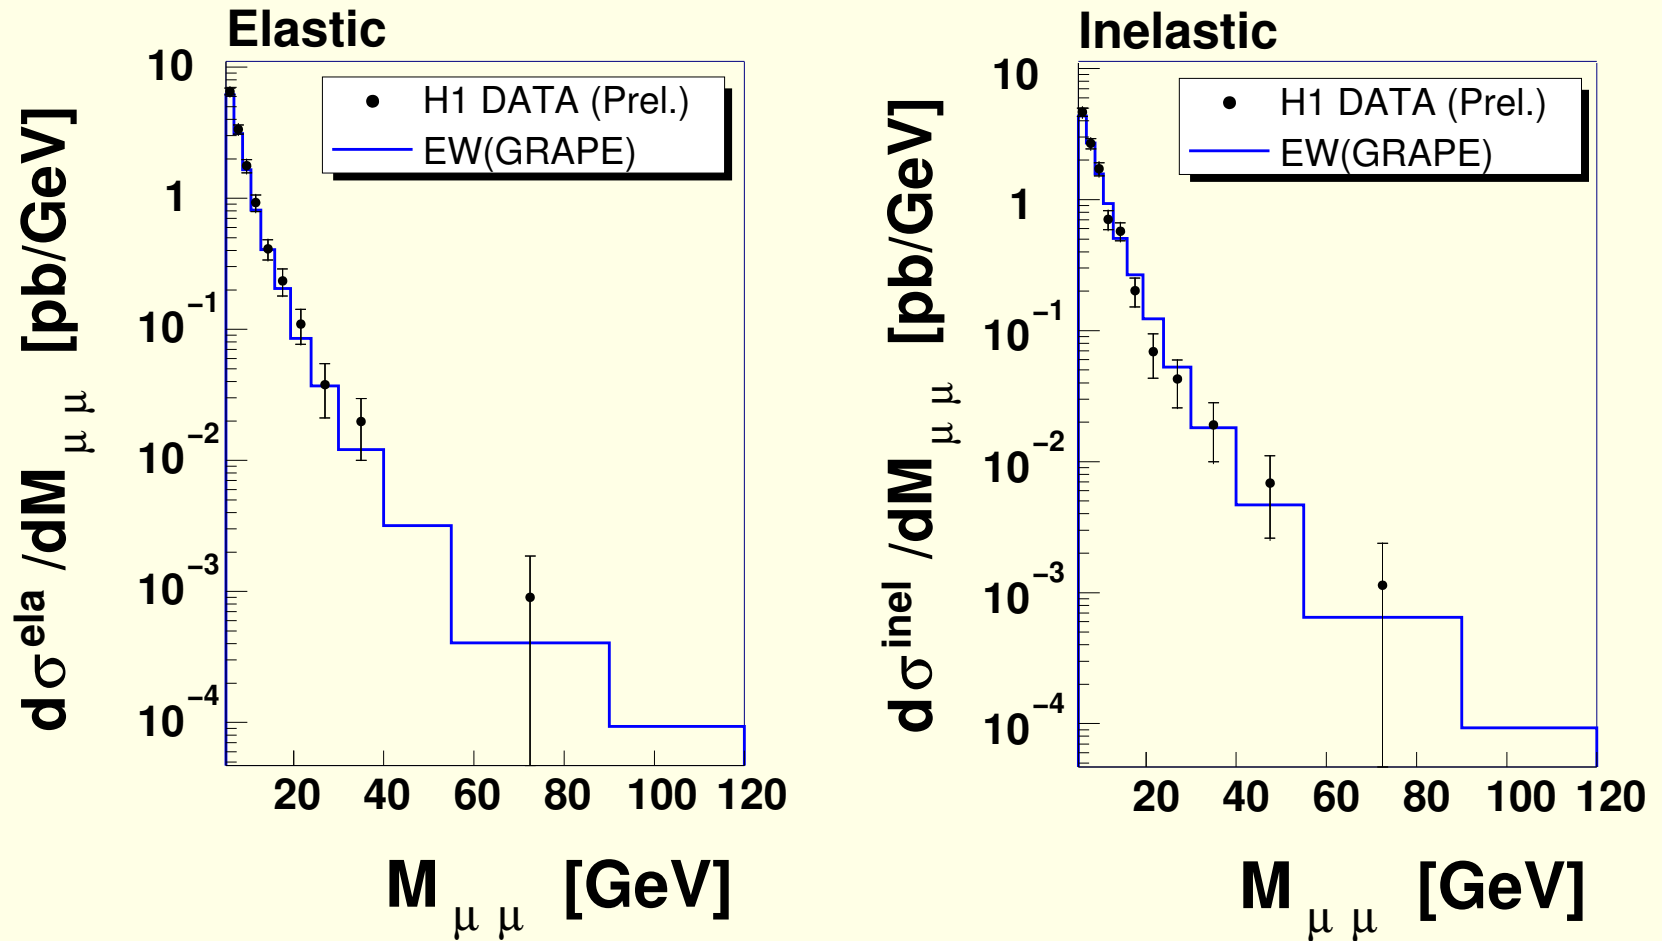 Elastic
H1 DATA (Prel.)
EW(GRAPE)
10
1
10⁻¹
10⁻²
10⁻³
10⁻⁴
dσ^ela/dM_μμ [pb/GeV]
20 40 60 80 100 120
M_μμ [GeV]
Inelastic
H1 DATA (Prel.)
EW(GRAPE)
10
1
10⁻¹
10⁻²
10⁻³
10⁻⁴
dσ^inel/dM_μμ [pb/GeV]
20 40 60 80 100 120
M_μμ [GeV]